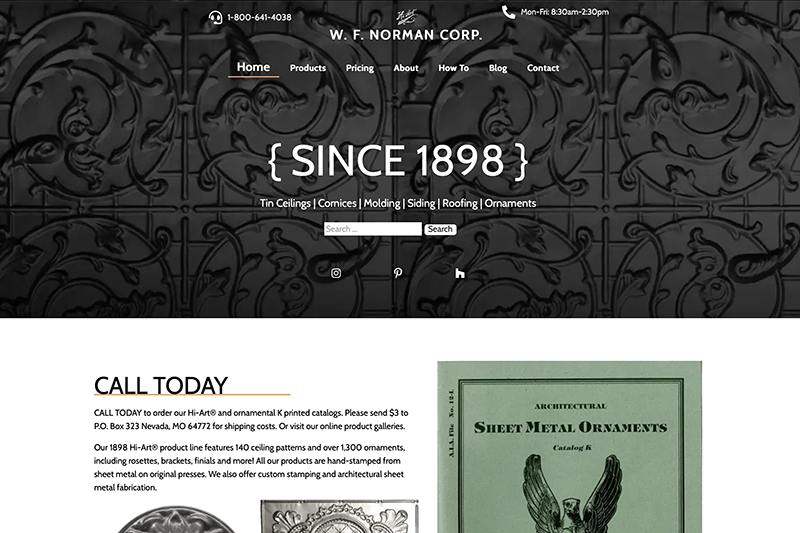 1-800-641-4038
Hi-Art
Mon-Fri: 8:30am-2:30pm
W. F. NORMAN CORP.
Home Products Pricing About How To Blog Contact
{ SINCE 1898 }
Tin Ceilings | Cornices | Molding | Siding | Roofing | Ornaments
Search ... Search
CALL TODAY
CALL TODAY to order our Hi-Art® and ornamental K printed catalogs. Please send $3 to
P.O. Box 323 Nevada, MO 64772 for shipping costs. Or visit our online product galleries.
Our 1898 Hi-Art® product line features 140 ceiling patterns and over 1,300 ornaments,
including rosettes, brackets, finials and more! All our products are hand-stamped from
sheet metal on original presses. We also offer custom stamping and architectural sheet
metal fabrication.
A.I.A. File No. 12-L
ARCHITECTURAL
SHEET METAL ORNAMENTS
Catalog K